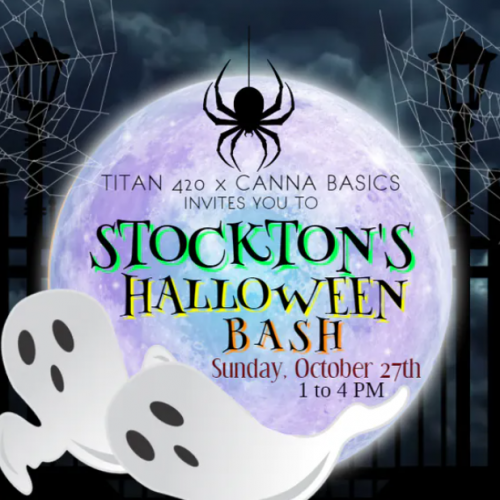 TITAN 420 x CANNA BASICS
INVITES YOU TO
STOCKTON'S
HALLOWEEN
BASH
Sunday, October 27th
1 to 4 PM